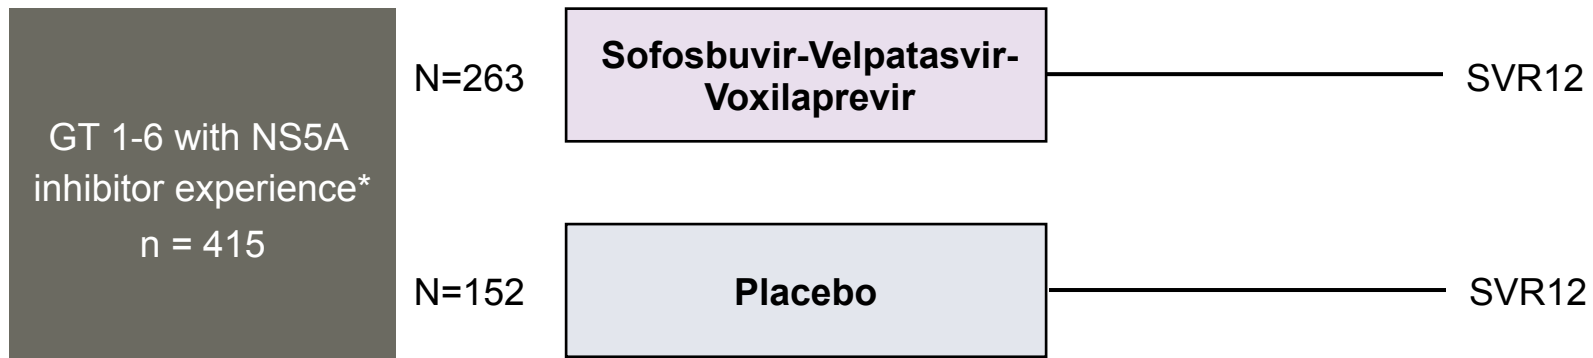 GT 1-6 with NS5A
inhibitor experience*
n = 415
N=263
Sofosbuvir-Velpatasvir-
Voxilaprevir
SVR12
N=152
Placebo
SVR12